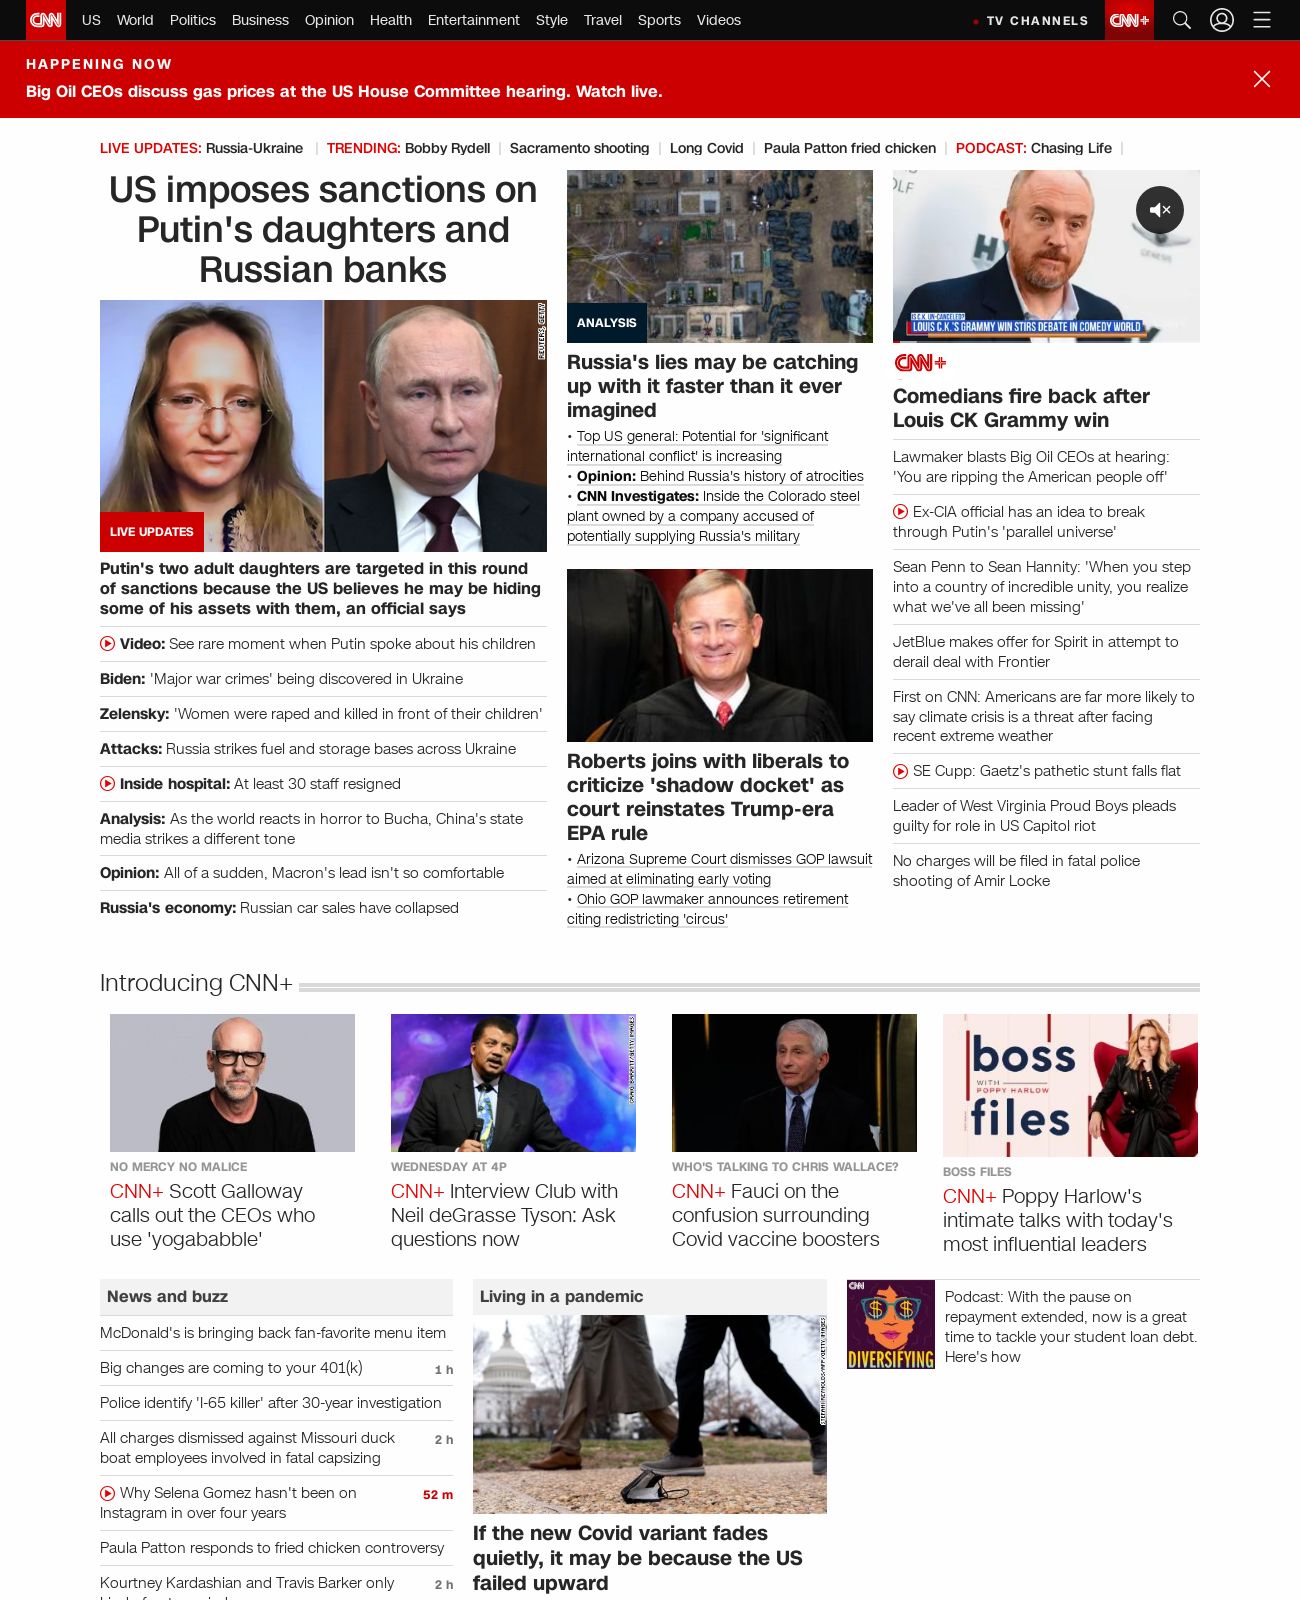 CNN US World Politics Business Opinion Health Entertainment Style Travel Sports Videos TV CHANNELS CNN+
HAPPENING NOW
Big Oil CEOs discuss gas prices at the US House Committee hearing. Watch live.
LIVE UPDATES: Russia-Ukraine TRENDING: Bobby Rydell Sacramento shooting Long Covid Paula Patton fried chicken PODCAST: Chasing Life
US imposes sanctions on
Putin's daughters and
Russian banks
REUTERS, GETTY
LIVE UPDATES
Putin's two adult daughters are targeted in this round
of sanctions because the US believes he may be hiding
some of his assets with them, an official says
Video: See rare moment when Putin spoke about his children
Biden: 'Major war crimes' being discovered in Ukraine
Zelensky: 'Women were raped and killed in front of their children'
Attacks: Russia strikes fuel and storage bases across Ukraine
Inside hospital: At least 30 staff resigned
Analysis: As the world reacts in horror to Bucha, China's state
media strikes a different tone
Opinion: All of a sudden, Macron's lead isn't so comfortable
Russia's economy: Russian car sales have collapsed
ANALYSIS
Russia's lies may be catching
up with it faster than it ever
imagined
• Top US general: Potential for 'significant
international conflict' is increasing
• Opinion: Behind Russia's history of atrocities
• CNN Investigates: Inside the Colorado steel
plant owned by a company accused of
potentially supplying Russia's military
Roberts joins with liberals to
criticize 'shadow docket' as
court reinstates Trump-era
EPA rule
• Arizona Supreme Court dismisses GOP lawsuit
aimed at eliminating early voting
• Ohio GOP lawmaker announces retirement
citing redistricting 'circus'
OLF
H
GENESIS
IS C.K. UN-CANCELED?
LOUIS C.K.'S GRAMMY WIN STIRS DEBATE IN COMEDY WORLD
CNN+
Comedians fire back after
Louis CK Grammy win
Lawmaker blasts Big Oil CEOs at hearing:
'You are ripping the American people off'
Ex-CIA official has an idea to break
through Putin's 'parallel universe'
Sean Penn to Sean Hannity: 'When you step
into a country of incredible unity, you realize
what we've all been missing'
JetBlue makes offer for Spirit in attempt to
derail deal with Frontier
First on CNN: Americans are far more likely to
say climate crisis is a threat after facing
recent extreme weather
SE Cupp: Gaetz's pathetic stunt falls flat
Leader of West Virginia Proud Boys pleads
guilty for role in US Capitol riot
No charges will be filed in fatal police
shooting of Amir Locke
Introducing CNN+
NO MERCY NO MALICE
CNN+ Scott Galloway
calls out the CEOs who
use 'yogababble'
CRAIG BARRITT/GETTY IMAGES
WEDNESDAY AT 4P
CNN+ Interview Club with
Neil deGrasse Tyson: Ask
questions now
WHO'S TALKING TO CHRIS WALLACE?
CNN+ Fauci on the
confusion surrounding
Covid vaccine boosters
boss
WITH
POPPY HARLOW
files
BOSS FILES
CNN+ Poppy Harlow's
intimate talks with today's
most influential leaders
News and buzz
McDonald's is bringing back fan-favorite menu item
Big changes are coming to your 401(k) 1 h
Police identify 'I-65 killer' after 30-year investigation
All charges dismissed against Missouri duck 2 h
boat employees involved in fatal capsizing
Why Selena Gomez hasn't been on 52 m
Instagram in over four years
Paula Patton responds to fried chicken controversy
Kourtney Kardashian and Travis Barker only 2 h
Living in a pandemic
STEFANI REYNOLDS/AFP/GETTY IMAGES
If the new Covid variant fades
quietly, it may be because the US
failed upward
CNN
DIVERSIFYING
Podcast: With the pause on
repayment extended, now is a great
time to tackle your student loan debt.
Here's how